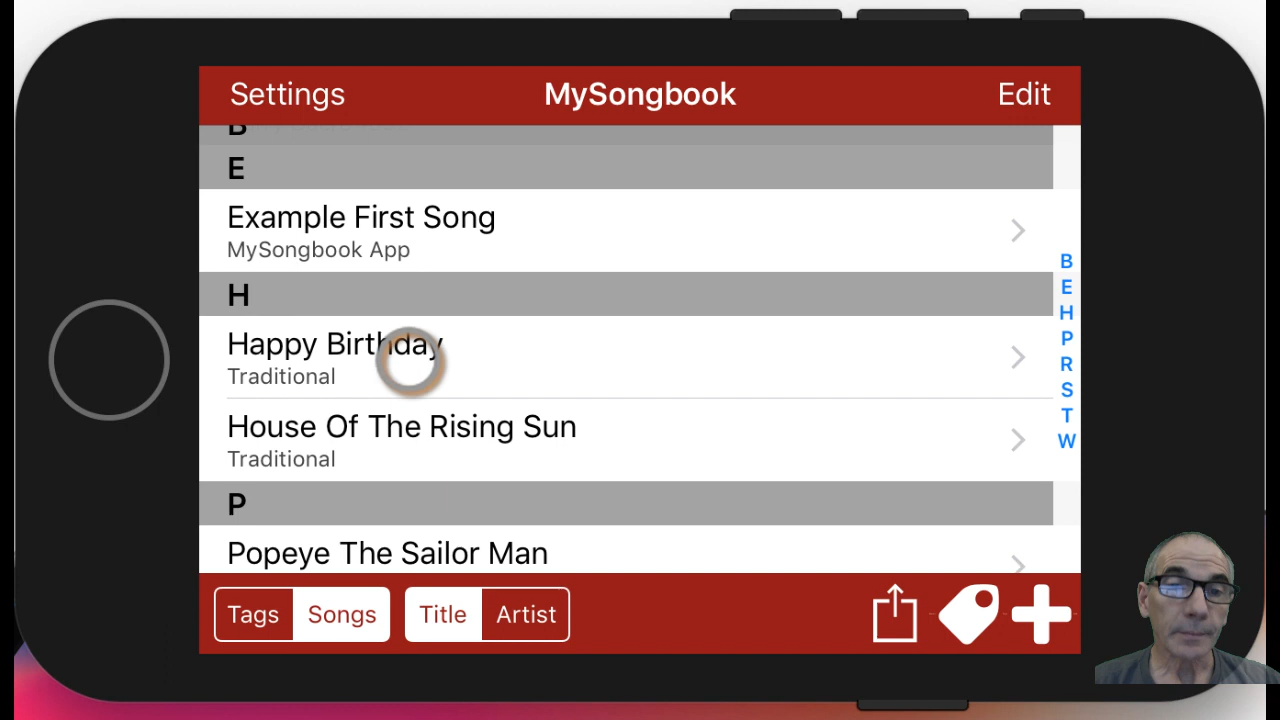 Settings MySongbook Edit
B
E
Example First Song
MySongbook App
H
Happy Birthday
Traditional
House Of The Rising Sun
Traditional
P
Popeye The Sailor Man
B
E
H
P
R
S
T
W
Tags Songs Title Artist